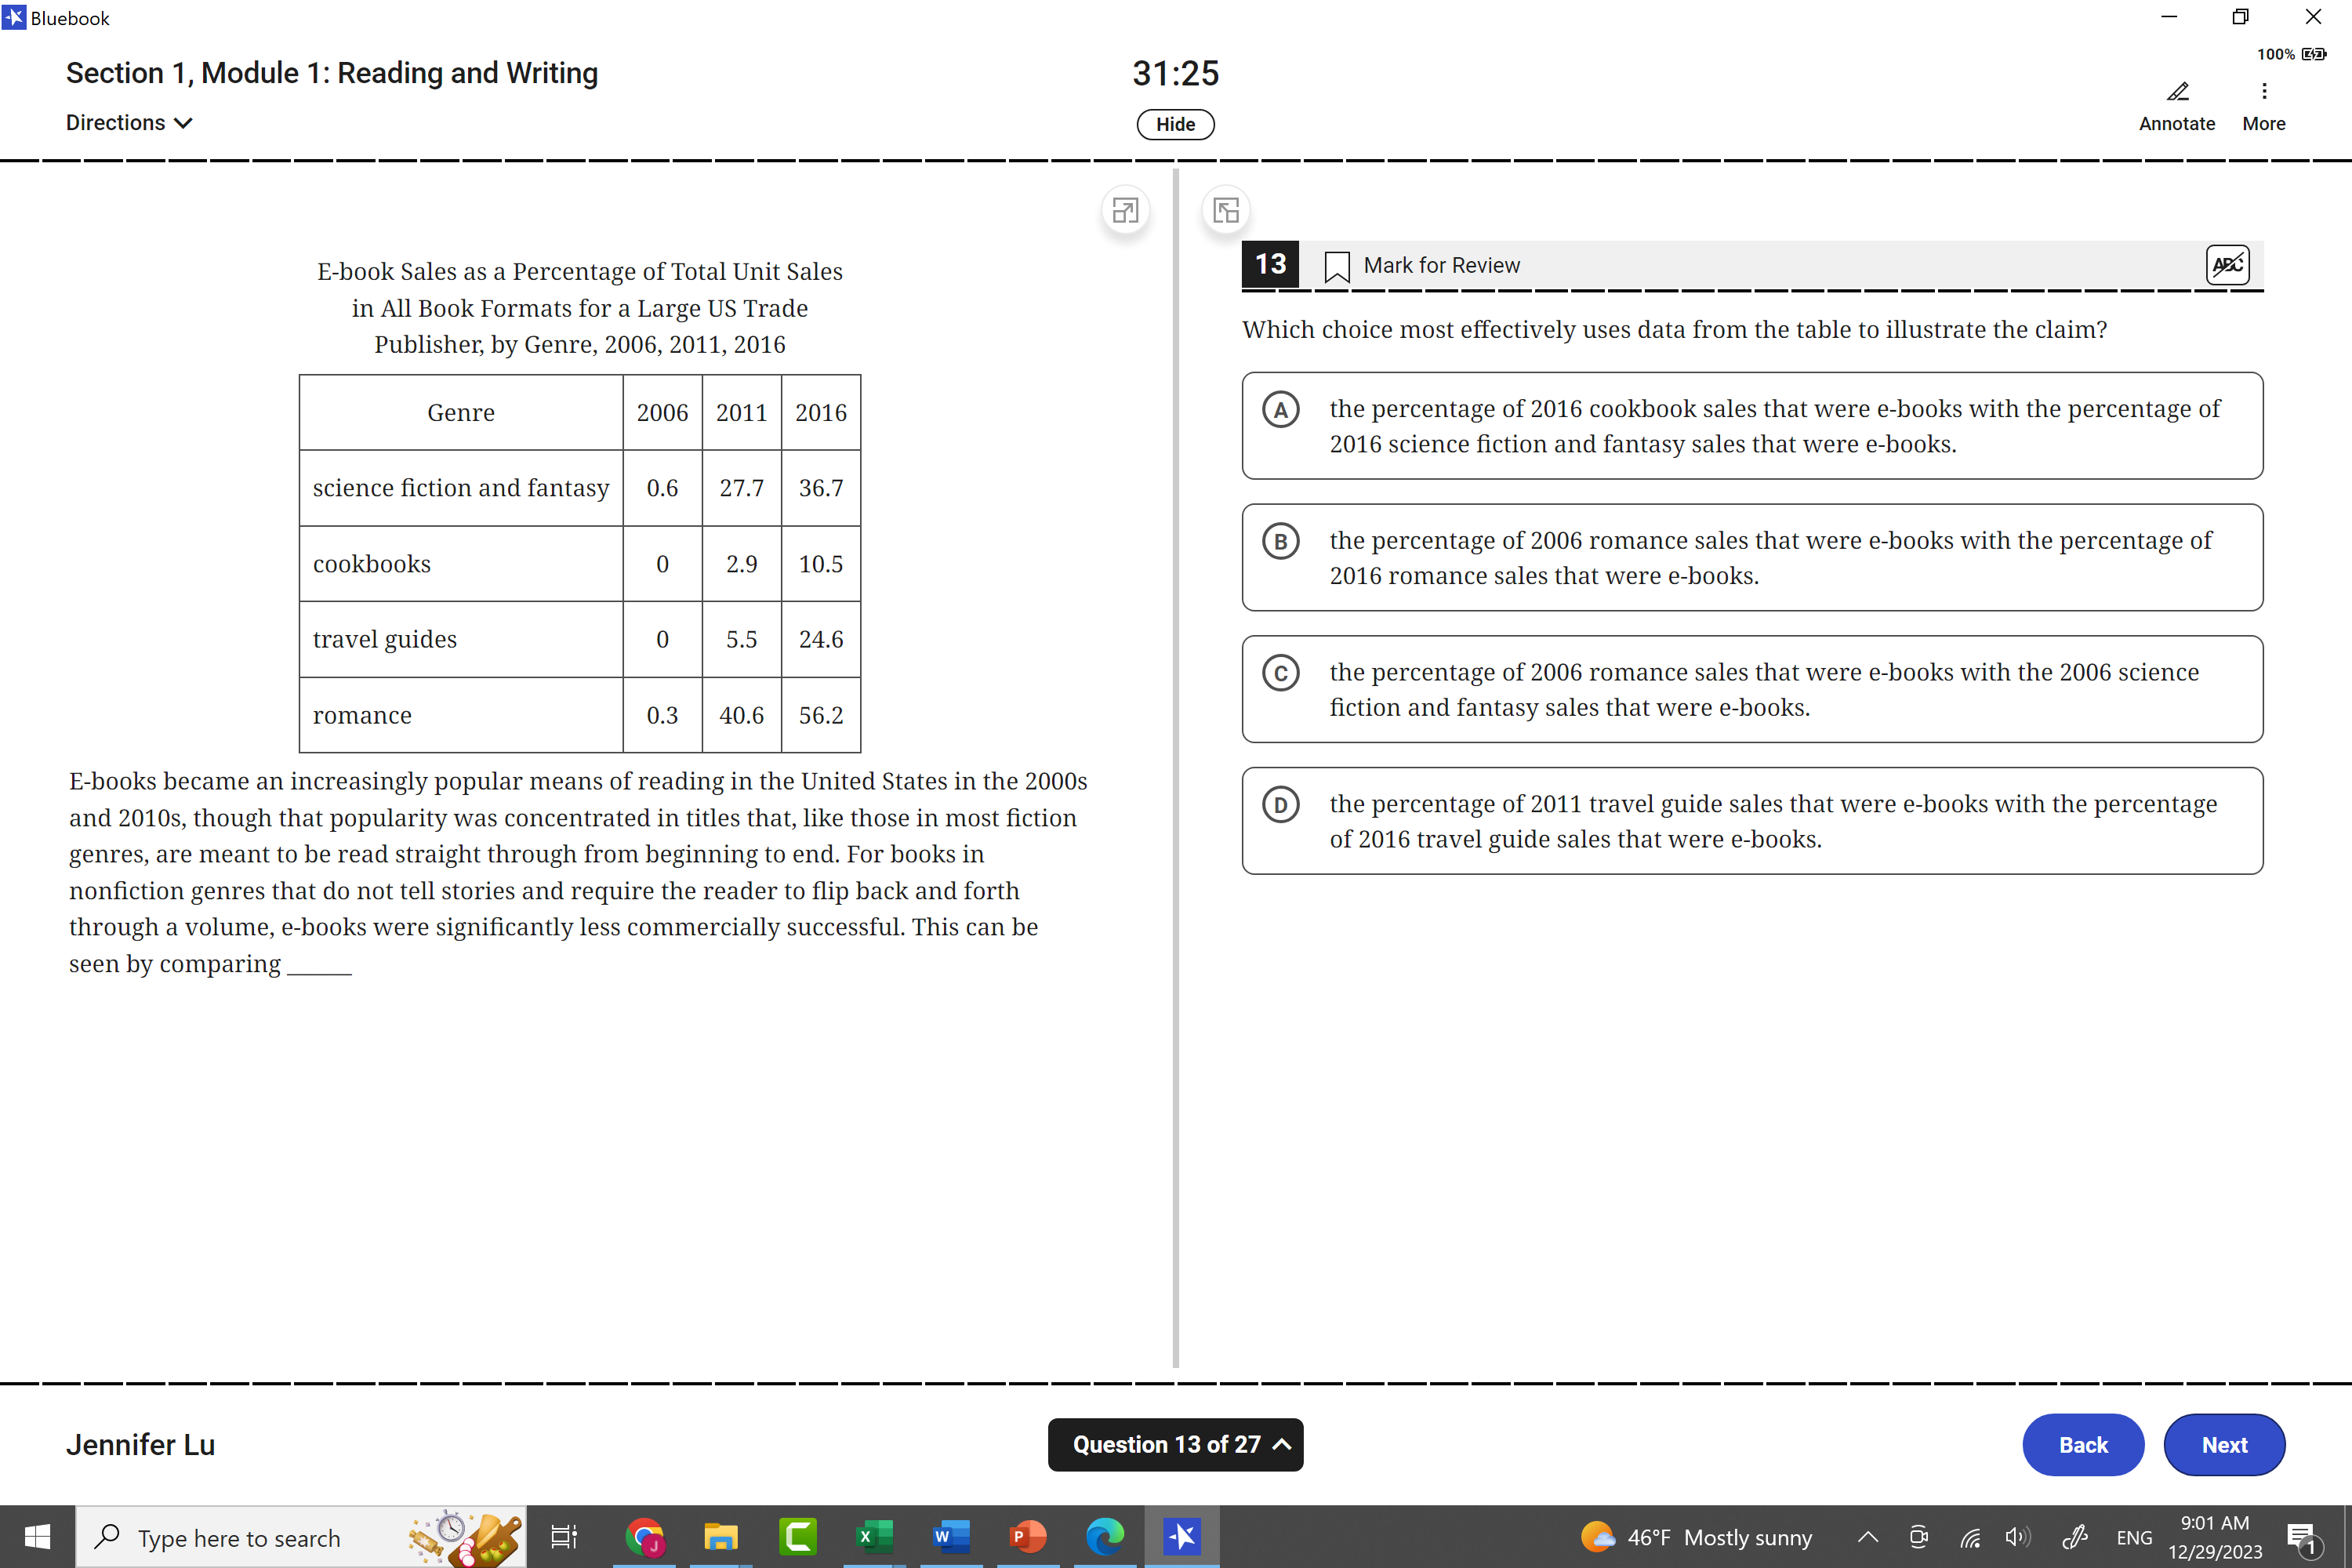 Bluebook
100%
Section 1, Module 1: Reading and Writing
31:25
Directions
Hide
Annotate
More
E-book Sales as a Percentage of Total Unit Sales
in All Book Formats for a Large US Trade
Publisher, by Genre, 2006, 2011, 2016
Genre 2006 2011 2016
science fiction and fantasy 0.6 27.7 36.7
cookbooks 0 2.9 10.5
travel guides 0 5.5 24.6
romance 0.3 40.6 56.2
E-books became an increasingly popular means of reading in the United States in the 2000s
and 2010s, though that popularity was concentrated in titles that, like those in most fiction
genres, are meant to be read straight through from beginning to end. For books in
nonfiction genres that do not tell stories and require the reader to flip back and forth
through a volume, e-books were significantly less commercially successful. This can be
seen by comparing ______
13 Mark for Review ABC
Which choice most effectively uses data from the table to illustrate the claim?
A the percentage of 2016 cookbook sales that were e-books with the percentage of
2016 science fiction and fantasy sales that were e-books.
B the percentage of 2006 romance sales that were e-books with the percentage of
2016 romance sales that were e-books.
C the percentage of 2006 romance sales that were e-books with the 2006 science
fiction and fantasy sales that were e-books.
D the percentage of 2011 travel guide sales that were e-books with the percentage
of 2016 travel guide sales that were e-books.
Jennifer Lu
Question 13 of 27
Back
Next
Type here to search
J
X
W
P
46°F Mostly sunny
ENG
9:01 AM
12/29/2023
1